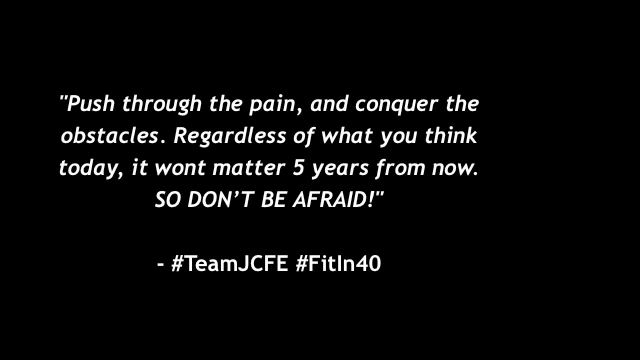 "Push through the pain, and conquer the
obstacles. Regardless of what you think
today, it wont matter 5 years from now.
SO DON’T BE AFRAID!"
- #TeamJCFE #FitIn40